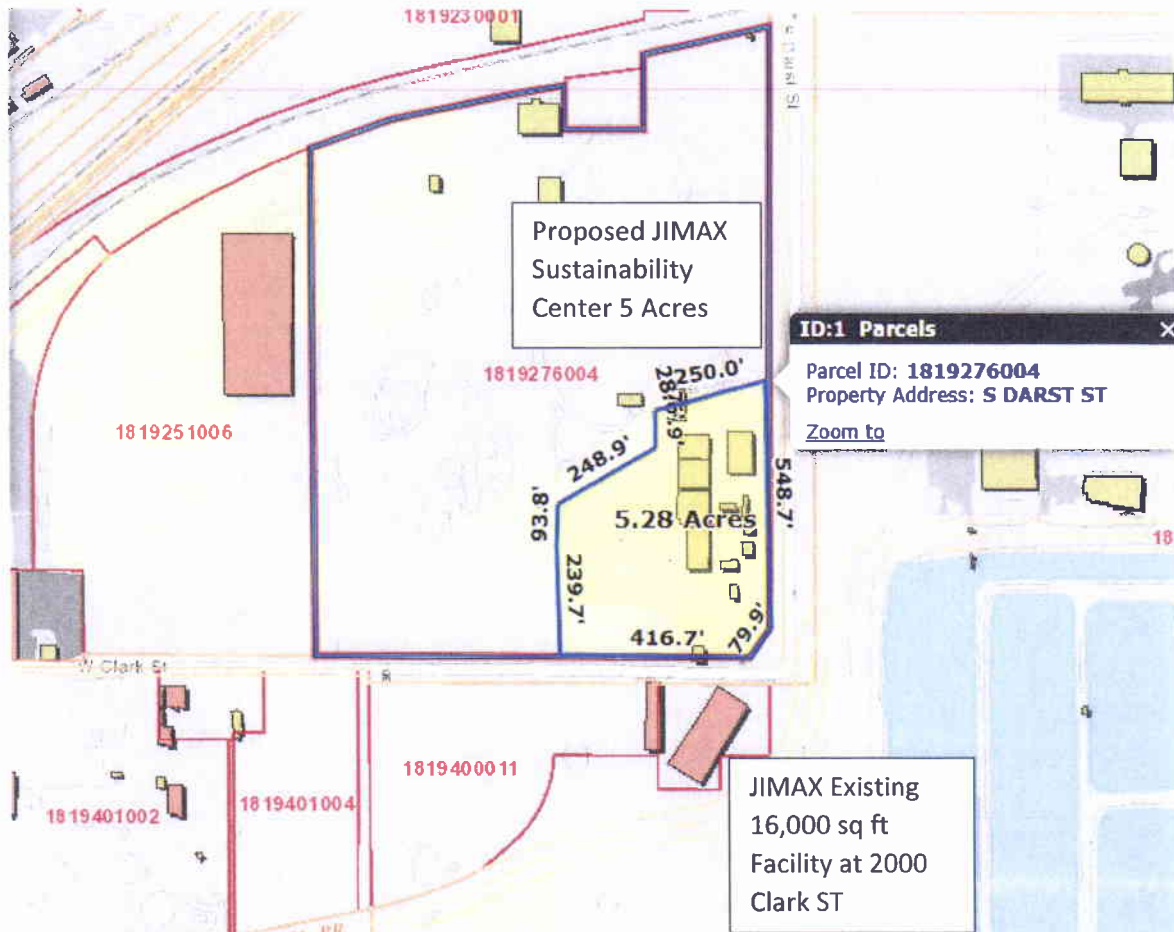 1819230001
Proposed JIMAX
Sustainability
Center 5 Acres
ID:1 Parcels
Parcel ID: 1819276004
Property Address: S DARST ST
Zoom to
1819276004
250.0'
1819251006
248.9'
93.8'
548.7'
5.28 Acres
239.7'
416.7'
79.9'
W Clark St
1819400011
1819401004
1819401002
JIMAX Existing
16,000 sq ft
Facility at 2000
Clark ST
18